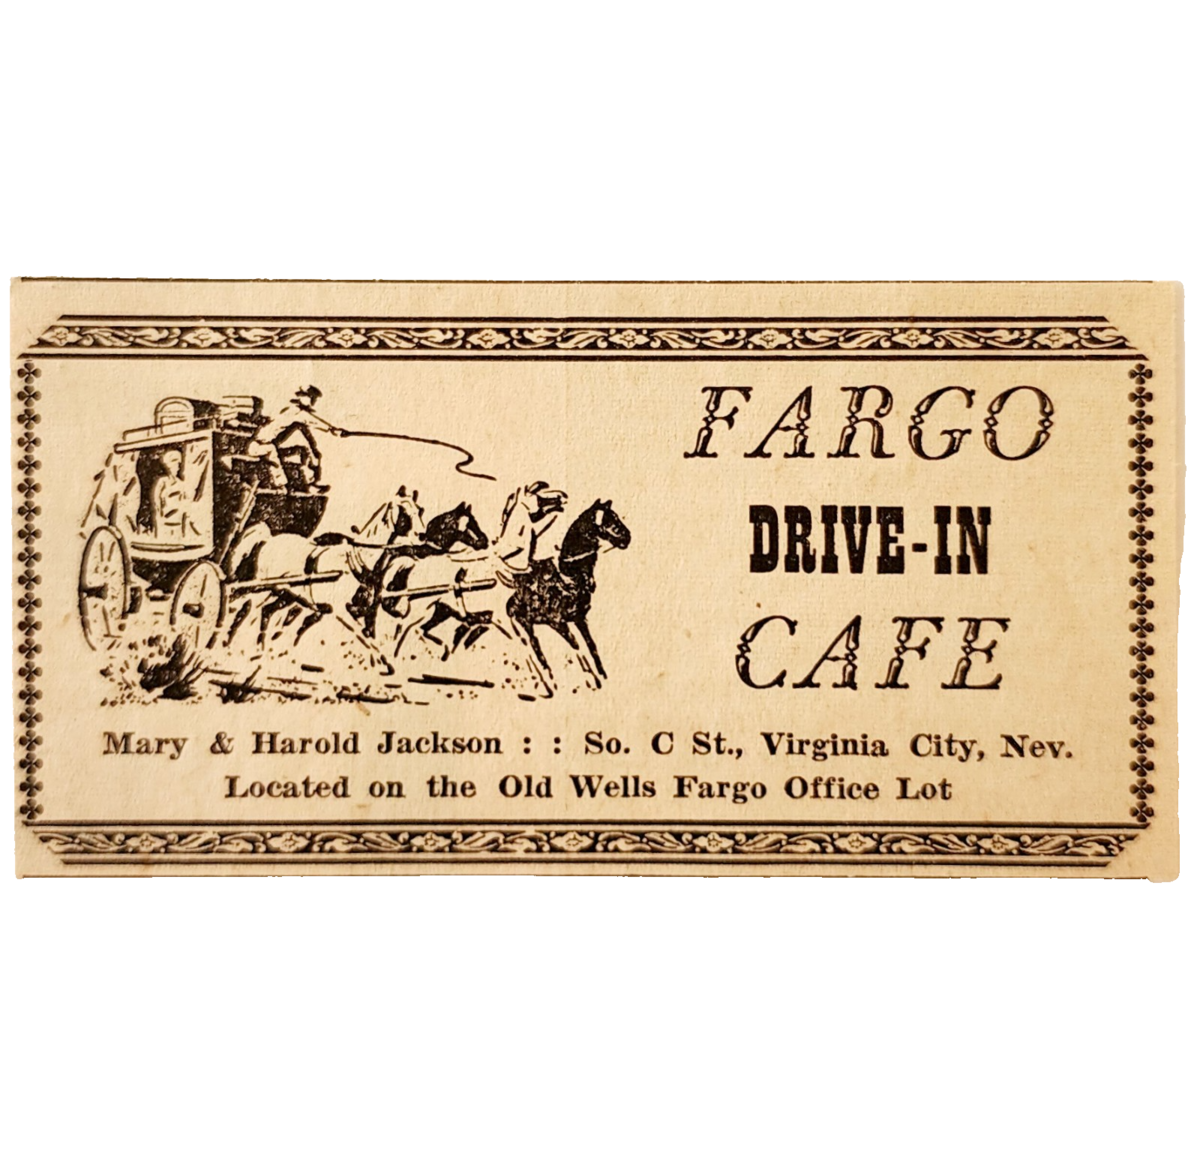 FARGO
DRIVE-IN
CAFE
Mary & Harold Jackson : : So. C St., Virginia City, Nev.
Located on the Old Wells Fargo Office Lot